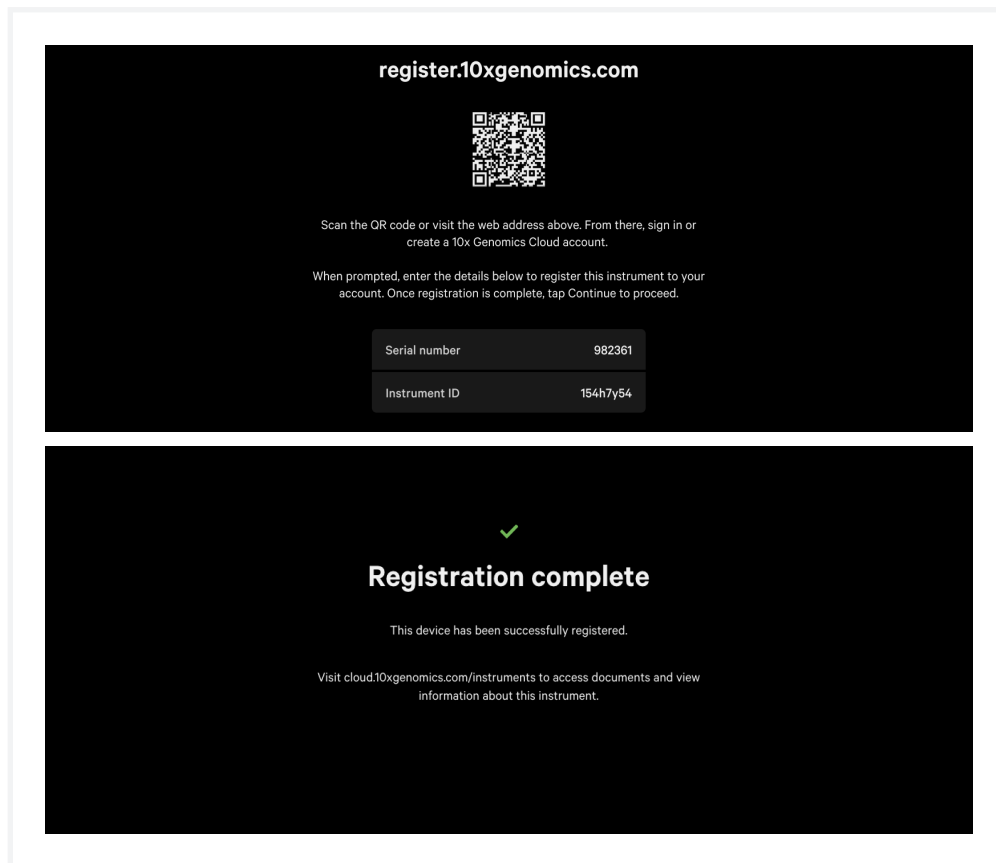 register.10xgenomics.com
Scan the QR code or visit the web address above. From there, sign in or
create a 10x Genomics Cloud account.
When prompted, enter the details below to register this instrument to your
account. Once registration is complete, tap Continue to proceed.
Serial number 982361
Instrument ID 154h7y54
Registration complete
This device has been successfully registered.
Visit cloud.10xgenomics.com/instruments to access documents and view
information about this instrument.